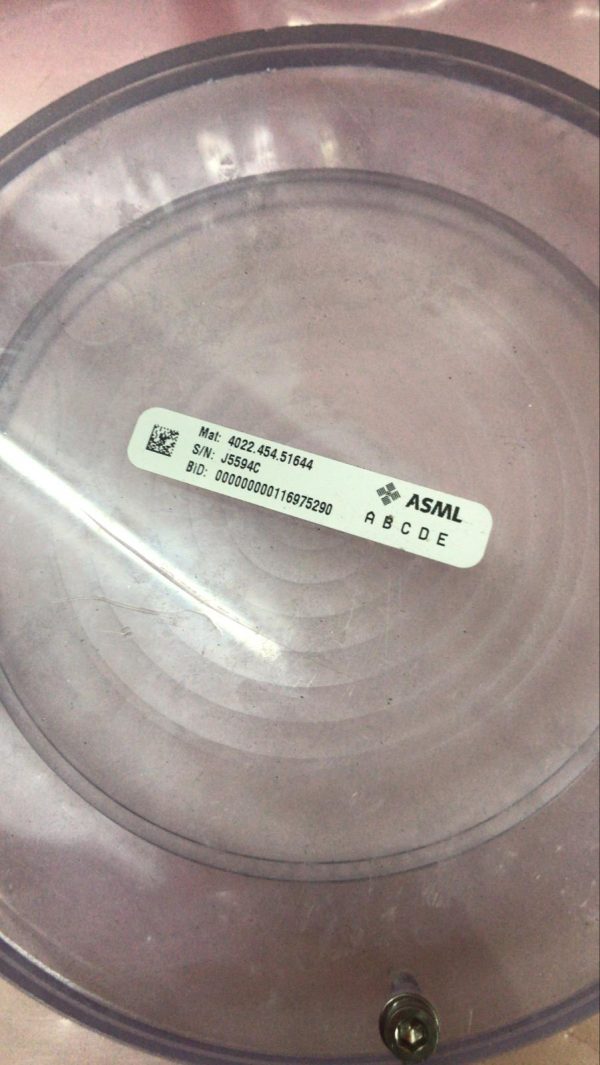 Mat: 4022.454.51644
S/N: J5594C
BID: 000000000116975290
ASML
A B C D E